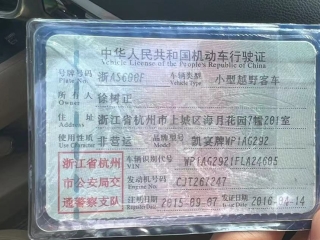 中华人民共和国机动车行驶证
Vehicle License of the People's Republic of China
号牌号码 Plate No. 浙A5688F 车辆类型 Vehicle Type 小型越野客车
所有人 Owner 徐树正
住址 Address 浙江省杭州市上城区海月花园7幢201室
使用性质 Use Character 非营运 品牌型号 Model 凯宴牌WP1AG292
浙江省杭州市公安局交通警察支队
车辆识别代号 VIN WP1AG2921FLAZ4605
发动机号码 Engine No. CJT267247
注册日期 Register Date 2015-09-07 发证日期 Issue Date 2016-04-14